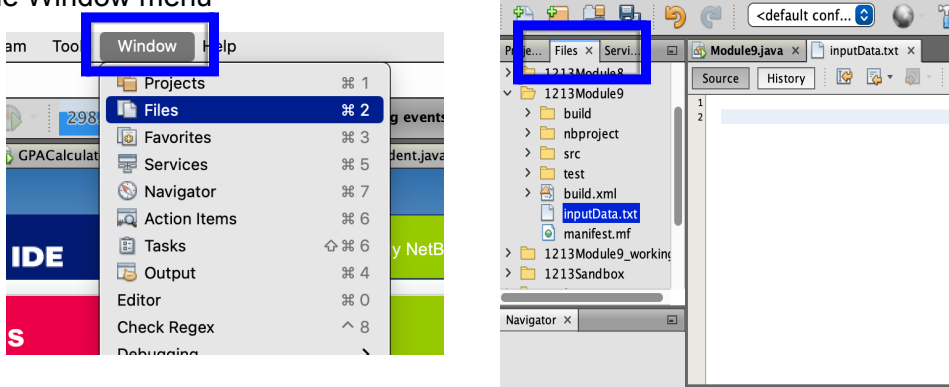 Window menu
Window Help
Projects ⌘ 1
Files ⌘ 2
Favorites ⌘ 3
Services ⌘ 5
Navigator ⌘ 7
Action Items ⌘ 6
Tasks ⇧⌘ 6
Output ⌘ 4
Editor ⌘ 0
Check Regex ^ 8
Debugging
298
g events
GPACalculat
dent.java
IDE
y NetB
S
<default conf...
Files × Servi...
1213Module8
1213Module9
build
nbproject
src
test
build.xml
inputData.txt
manifest.mf
1213Module9_working
1213Sandbox
Navigator ×
Module9.java × inputData.txt ×
Source History
1
2